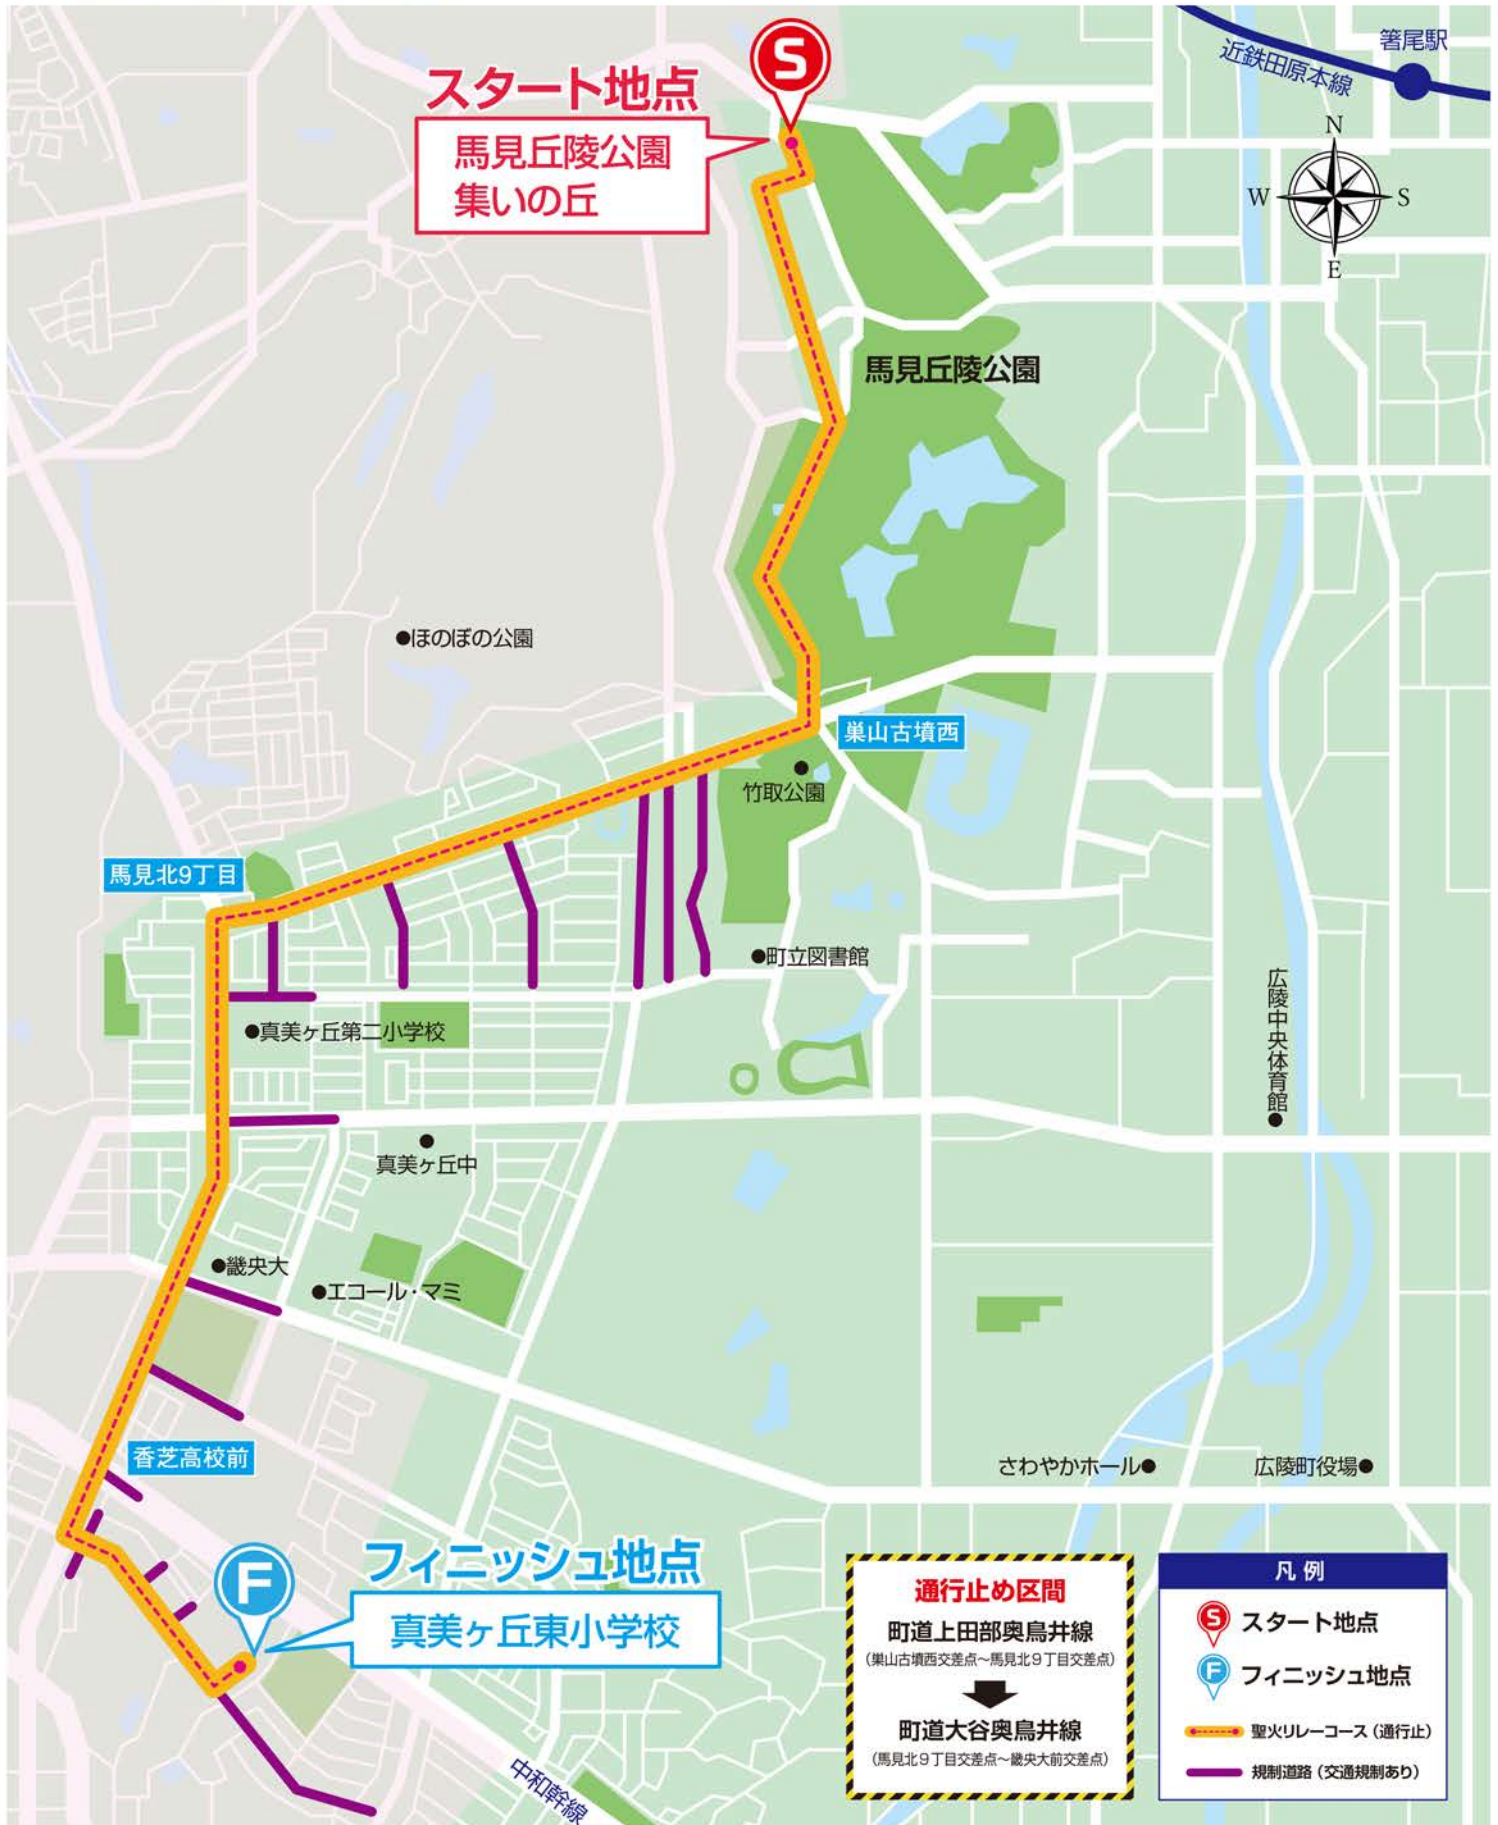 箸尾駅
近鉄田原本線
S
スタート地点
馬見丘陵公園
集いの丘
N
W
S
E
馬見丘陵公園
●ほのぼの公園
巣山古墳西
竹取公園
馬見北9丁目
●町立図書館
広陵中央体育館●
●真美ヶ丘第二小学校
真美ヶ丘中
●畿央大
●エコール・マミ
香芝高校前
さわやかホール●
広陵町役場●
F
フィニッシュ地点
真美ヶ丘東小学校
中和幹線
通行止め区間
町道上田部奥鳥井線
(巣山古墳西交差点〜馬見北9丁目交差点)
町道大谷奥鳥井線
(馬見北9丁目交差点〜畿央大前交差点)
凡例
S スタート地点
F フィニッシュ地点
聖火リレーコース(通行止)
規制道路(交通規制あり)